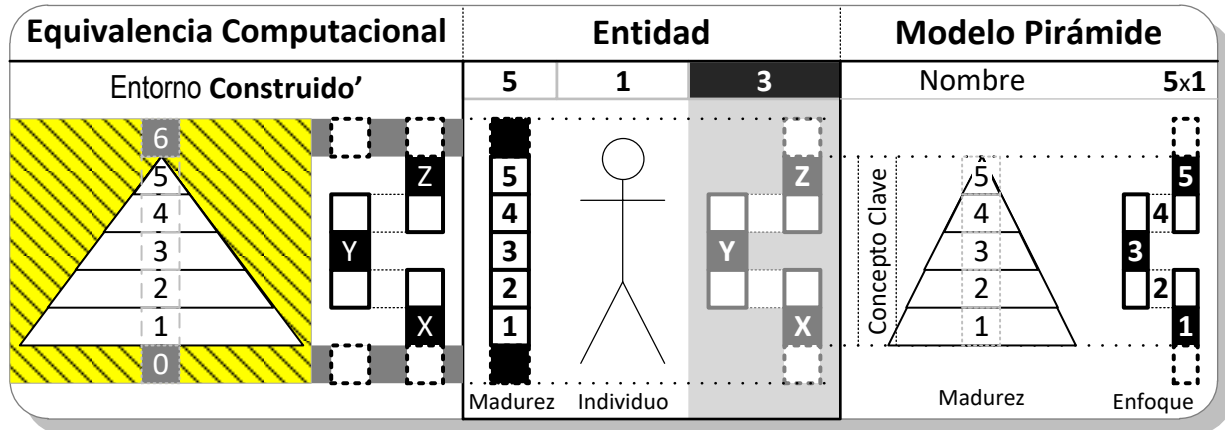 Equivalencia Computacional Entidad Modelo Pirámide
Entorno Construido’ 5 1 3 Nombre 5x1
6
5 Z 5 Z 5 5
4 4 4 4
3 Y 3 Y 3 3
2 2 2 2
1 X 1 X 1 1
0
Concepto Clave
Madurez Individuo Madurez Enfoque